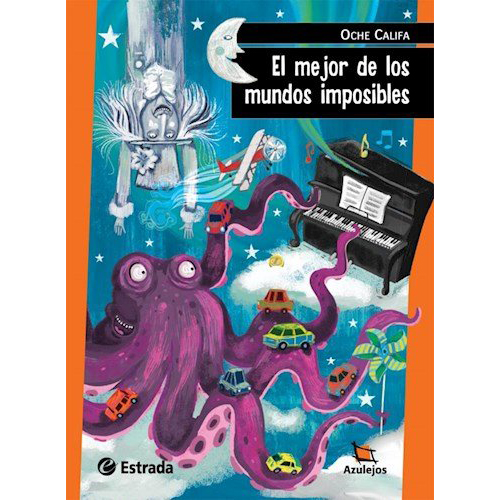 OCHE CALIFA
El mejor de los
mundos imposibles
Estrada
Azulejos